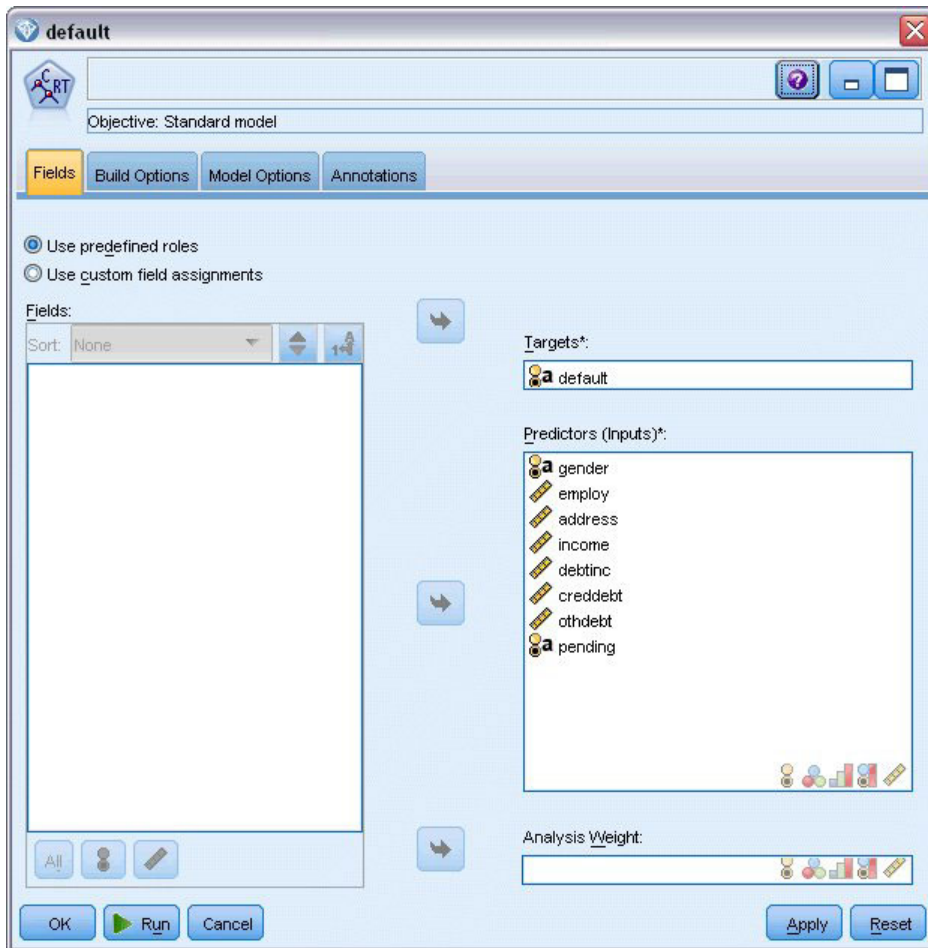 default
C RT
Objective: Standard model
Fields
Build Options
Model Options
Annotations
Use predefined roles
Use custom field assignments
Fields:
Sort: None
A
1
Targets*:
a default
Predictors (Inputs)*:
a gender
employ
address
income
debtinc
creddebt
othdebt
a pending
Analysis Weight:
All
OK
Run
Cancel
Apply
Reset